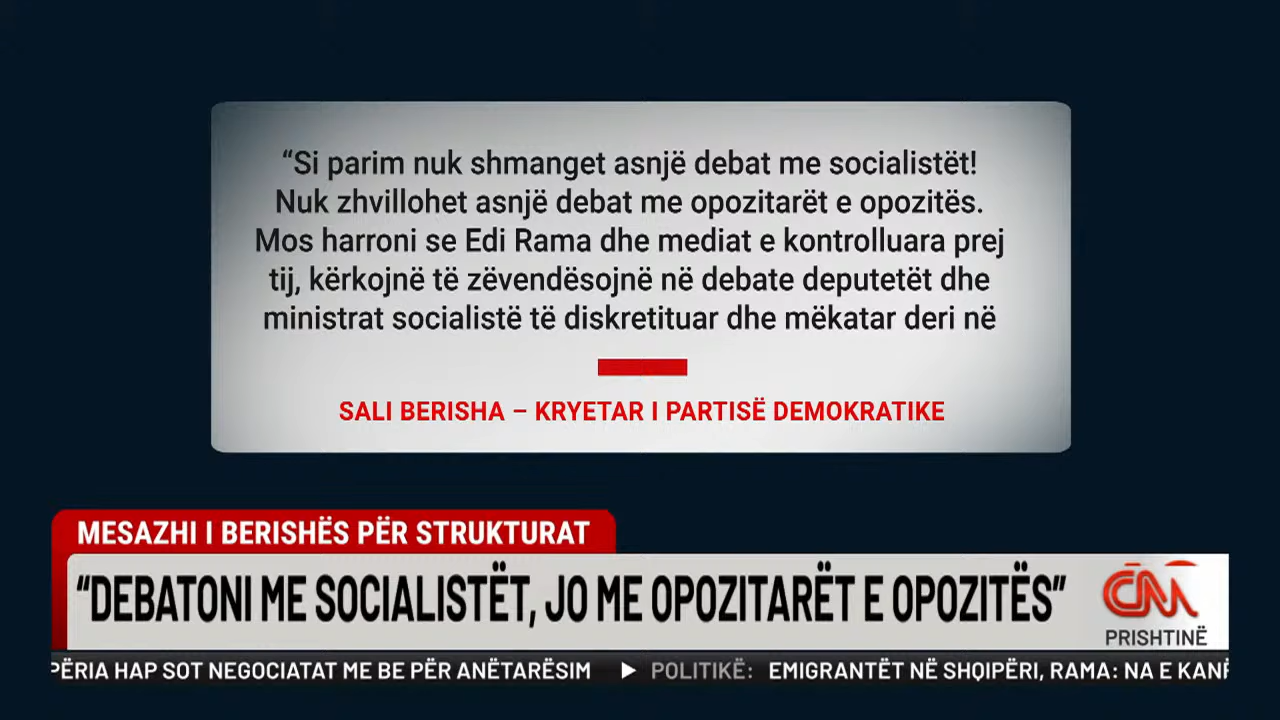 “Si parim nuk shmanget asnjë debat me socialistët!
Nuk zhvillohet asnjë debat me opozitarët e opozitës.
Mos harroni se Edi Rama dhe mediat e kontrolluara prej
tij, kërkojnë të zëvendësojnë në debate deputetët dhe
ministrat socialistë të diskretituar dhe mëkatar deri në
SALI BERISHA – KRYETAR I PARTISË DEMOKRATIKE
MESAZHI I BERISHËS PËR STRUKTURAT
“DEBATONI ME SOCIALISTËT, JO ME OPOZITARËT E OPOZITËS”
PRISHTINË
PËRIA HAP SOT NEGOCIATAT ME BE PËR ANËTARËSIM ▶ POLITIKË: EMIGRANTËT NË SHQIPËRI, RAMA: NA E